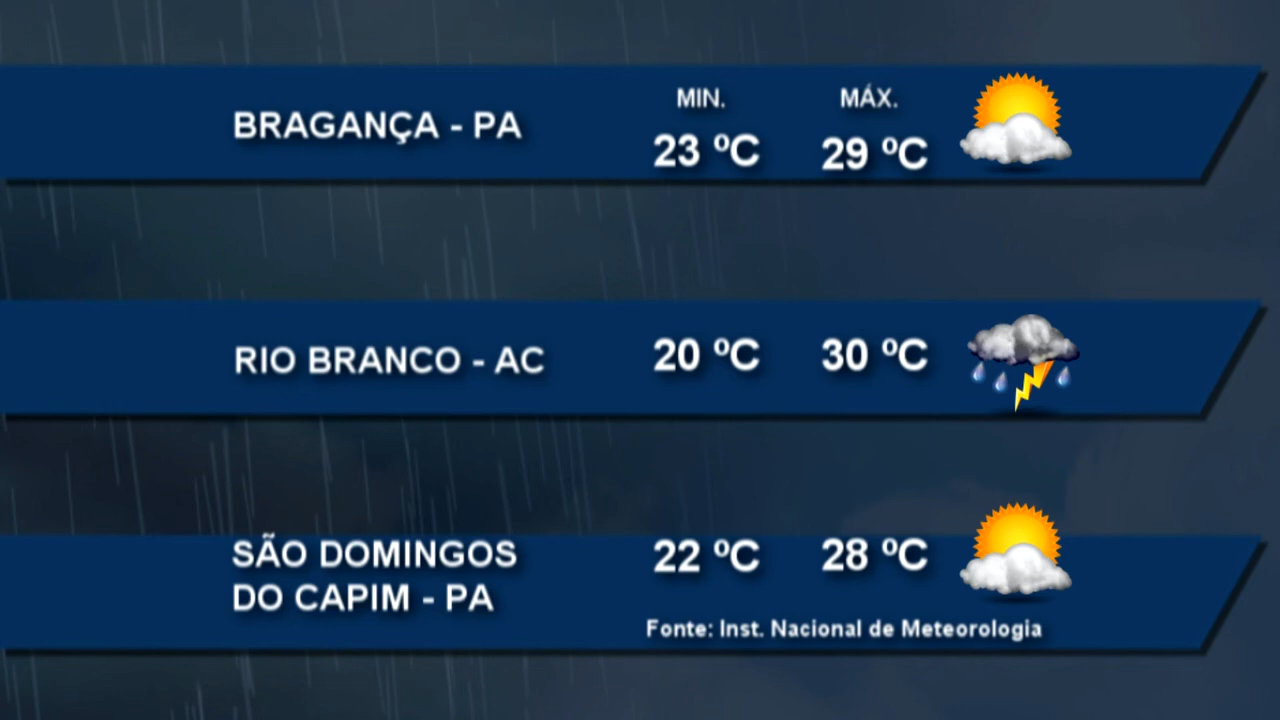 MIN. MÁX.
BRAGANÇA - PA 23 ºC 29 ºC
RIO BRANCO - AC 20 ºC 30 ºC
SÃO DOMINGOS 22 ºC 28 ºC
DO CAPIM - PA
Fonte: Inst. Nacional de Meteorologia